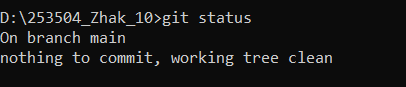 D:\253504_Zhak_10>git status
On branch main
nothing to commit, working tree clean